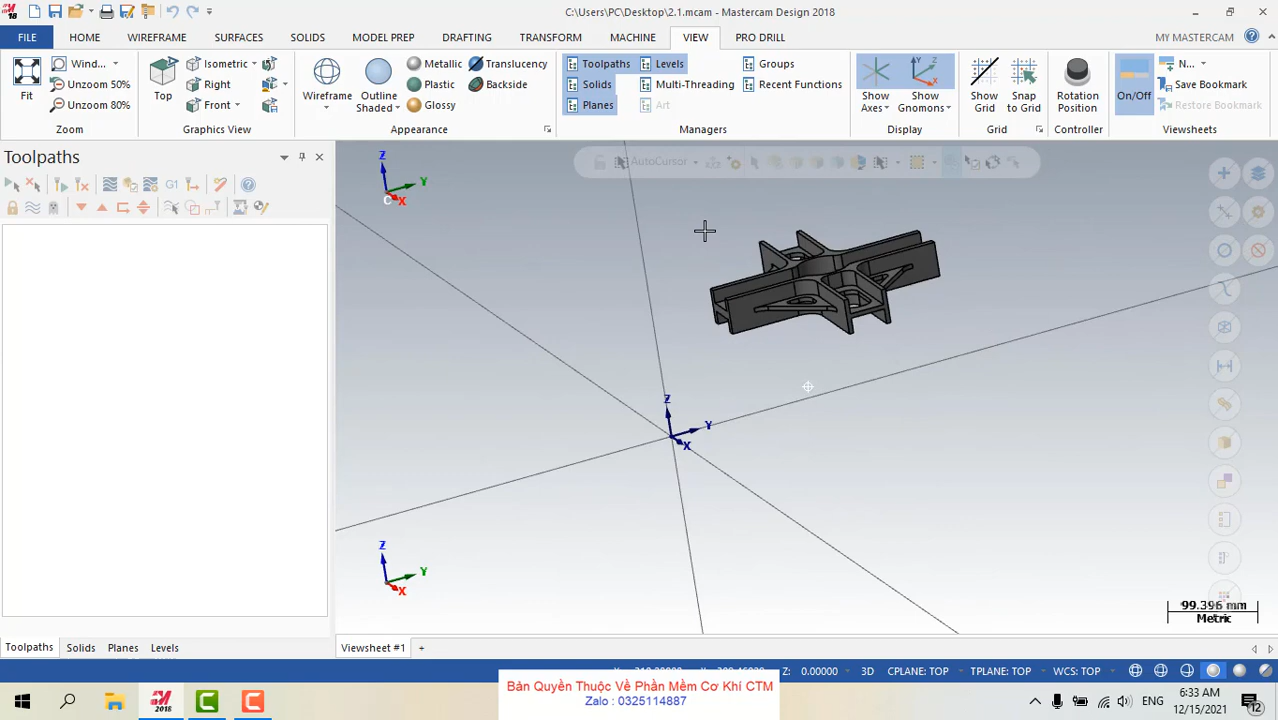 C:\Users\PC\Desktop\2.1.mcam - Mastercam Design 2018
FILE HOME WIREFRAME SURFACES SOLIDS MODEL PREP DRAFTING TRANSFORM MACHINE VIEW PRO DRILL MY MASTERCAM
Fit
Wind...
Unzoom 50%
Unzoom 80%
Zoom
Top
Isometric
Right
Front
Graphics View
Wireframe
Outline
Shaded
Metallic
Plastic
Glossy
Translucency
Backside
Appearance
Toolpaths
Solids
Planes
Levels
Multi-Threading
Art
Groups
Recent Functions
Managers
Show
Axes
Show
Gnomons
Display
Show
Grid
Snap
to Grid
Grid
Rotation
Position
Controller
On/Off
N...
Save Bookmark
Restore Bookmark
Viewsheets
Toolpaths
G1
AutoCursor
Z
Y
C X
Z
Y
X
Z
Y
X
99.396 mm
Metric
Toolpaths Solids Planes Levels
Viewsheet #1 +
Z: 0.00000 3D CPLANE: TOP TPLANE: TOP WCS: TOP
Bản Quyền Thuộc Về Phần Mềm Cơ Khí CTM
Zalo : 0325114887
ENG
6:33 AM
12/15/2021
12